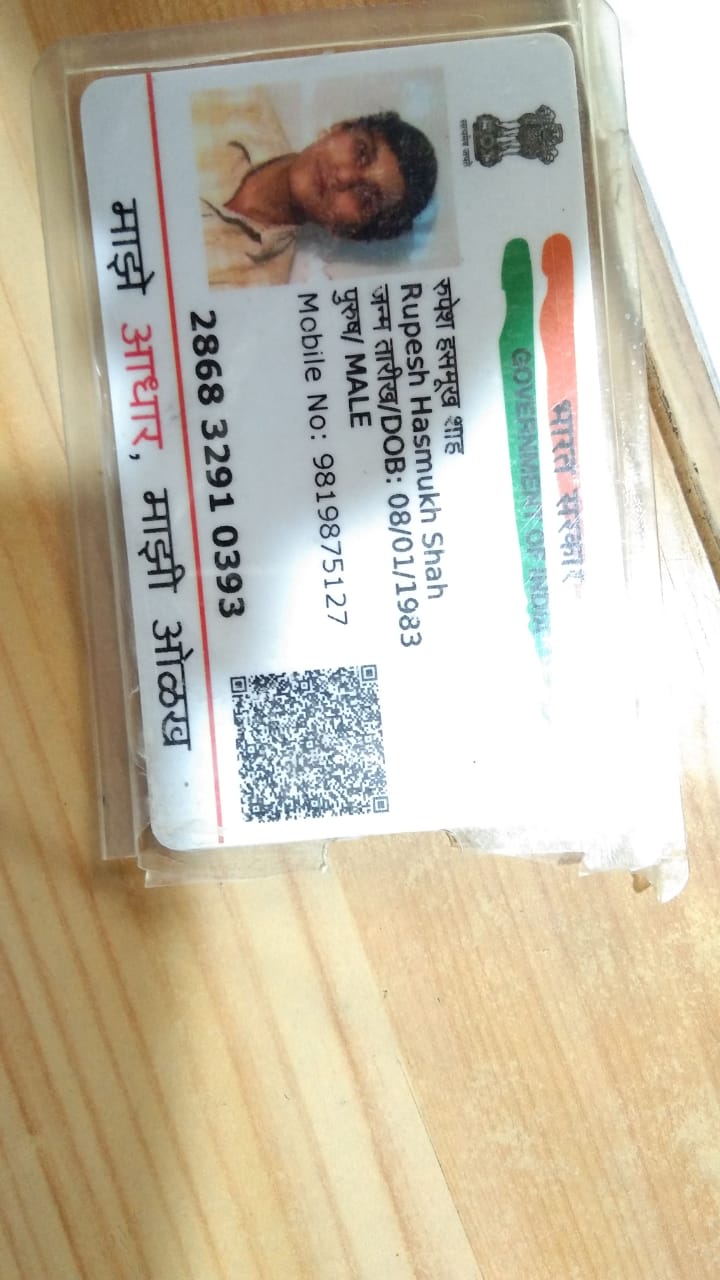 भारत सरकार
GOVERNMENT OF INDIA
सत्यमेव जयते
रुपेश हसमूख शाह
Rupesh Hasmukh Shah
जन्म तारीख/DOB: 08/01/1983
पुरुष/ MALE
Mobile No: 9819875127
2868 3291 0393
माझे आधार, माझी ओळख